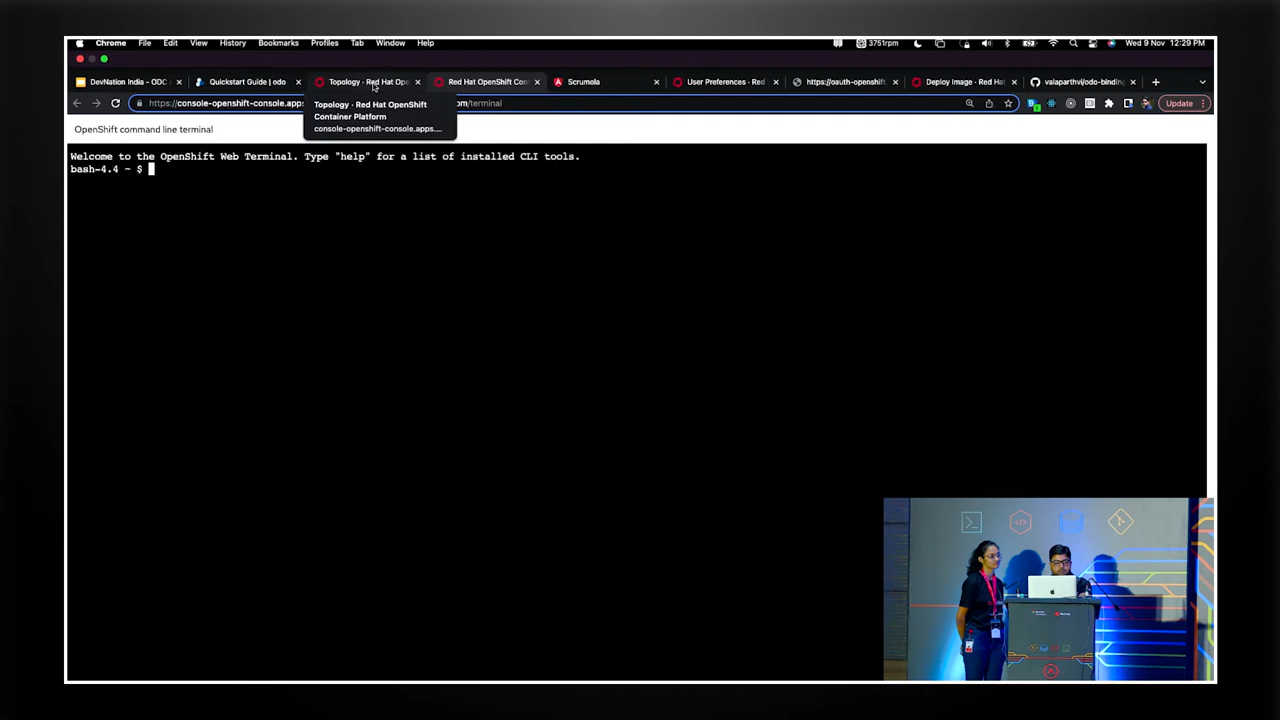 Chrome File Edit View History Bookmarks Profiles Tab Window Help 3751rpm Wed 9 Nov 12:29 PM
DevNation India - ODC Quickstart Guide | odo Topology · Red Hat Ope Red Hat OpenShift Con Scrumola User Preferences · Red H https://oauth-openshift Deploy Image · Red Hat valaparthvi/odo-binding
https://console-openshift-console.apps om/terminal Update
Topology · Red Hat OpenShift
Container Platform
console-openshift-console.apps....
OpenShift command line terminal
Welcome to the OpenShift Web Terminal. Type "help" for a list of installed CLI tools.
bash-4.4 ~ $